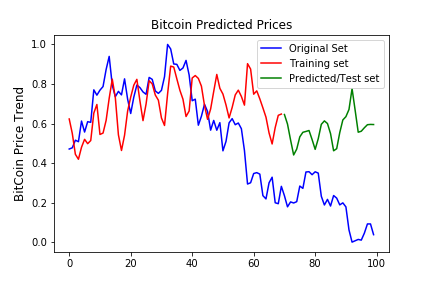 Bitcoin Predicted Prices
Bitcoin Price Trend
1.0
0.8
0.6
0.4
0.2
0.0
Original Set
Training set
Predicted/Test set
0 20 40 60 80 100